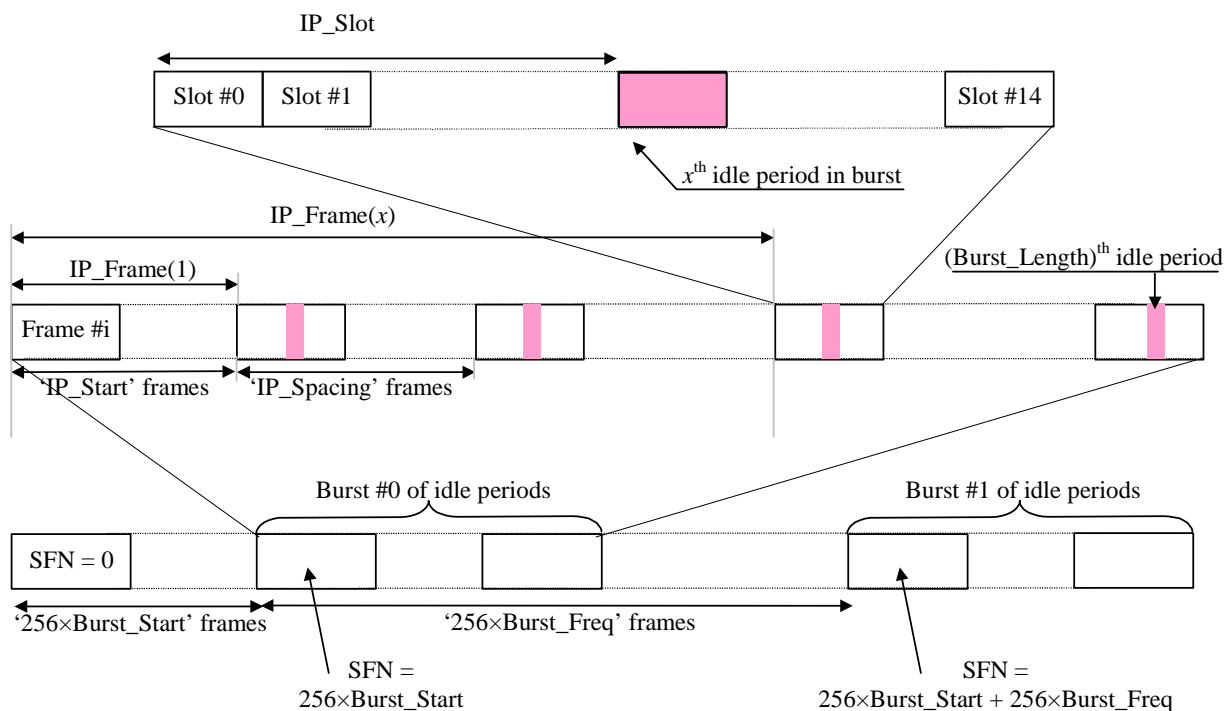 IP_Slot
Slot #0 Slot #1 Slot #14
xth idle period in burst
IP_Frame(x)
IP_Frame(1)
(Burst_Length)th idle period
Frame #i
‘IP_Start’ frames ‘IP_Spacing’ frames
Burst #0 of idle periods Burst #1 of idle periods
SFN = 0
‘256×Burst_Start’ frames ‘256×Burst_Freq’ frames
SFN =
256×Burst_Start
SFN =
256×Burst_Start + 256×Burst_Freq